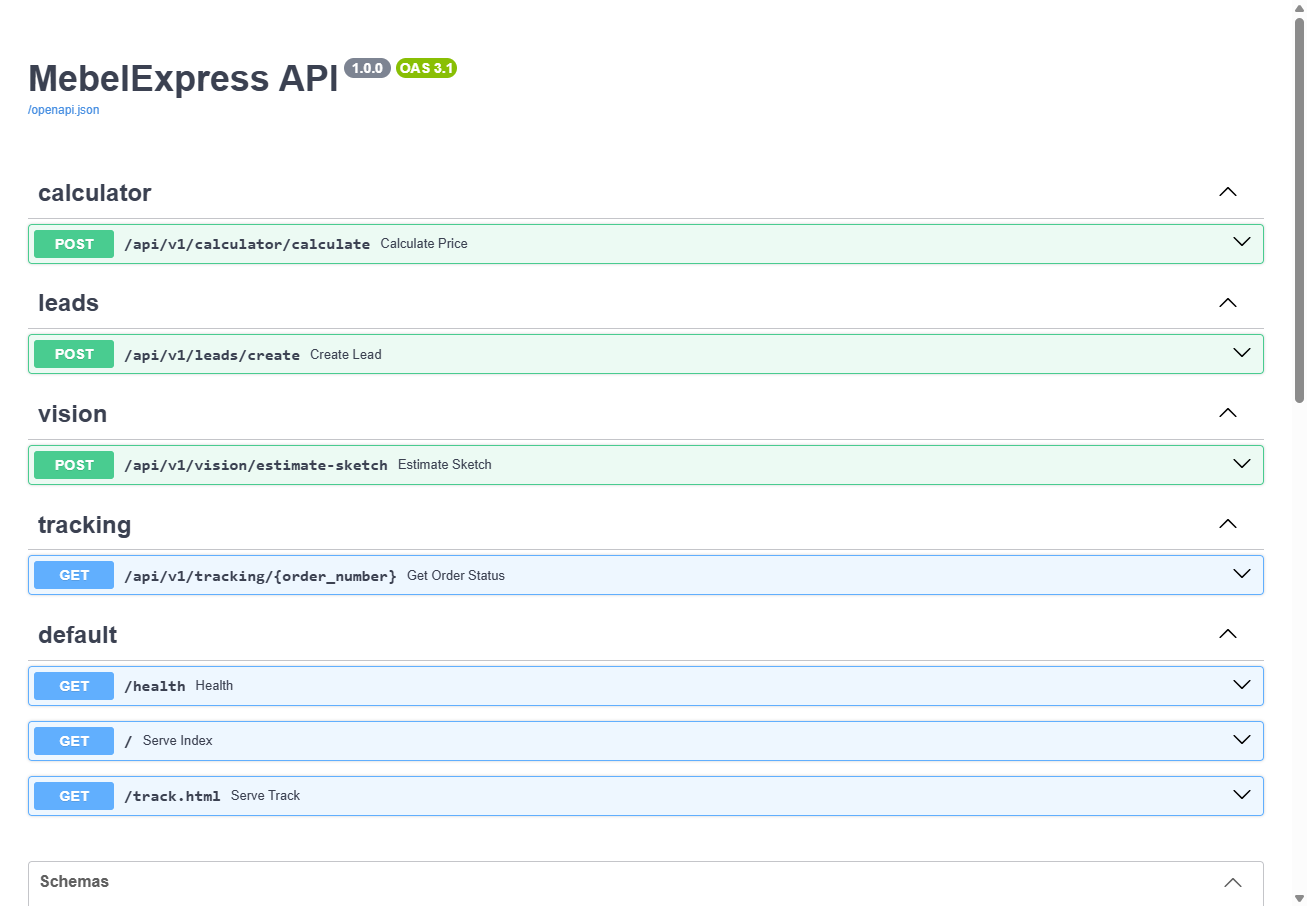 MebelExpress API 1.0.0 OAS 3.1
/openapi.json
calculator
POST /api/v1/calculator/calculate Calculate Price
leads
POST /api/v1/leads/create Create Lead
vision
POST /api/v1/vision/estimate-sketch Estimate Sketch
tracking
GET /api/v1/tracking/{order_number} Get Order Status
default
GET /health Health
GET / Serve Index
GET /track.html Serve Track
Schemas